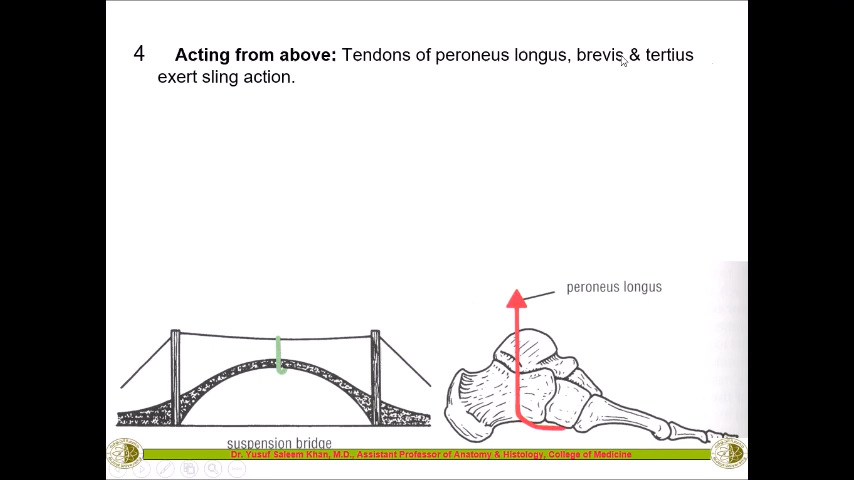 4 Acting from above: Tendons of peroneus longus, brevis & tertius
exert sling action.
peroneus longus
suspension bridge
Dr. Yusuf Saleem Khan, M.D., Assistant Professor of Anatomy & Histology, College of Medicine